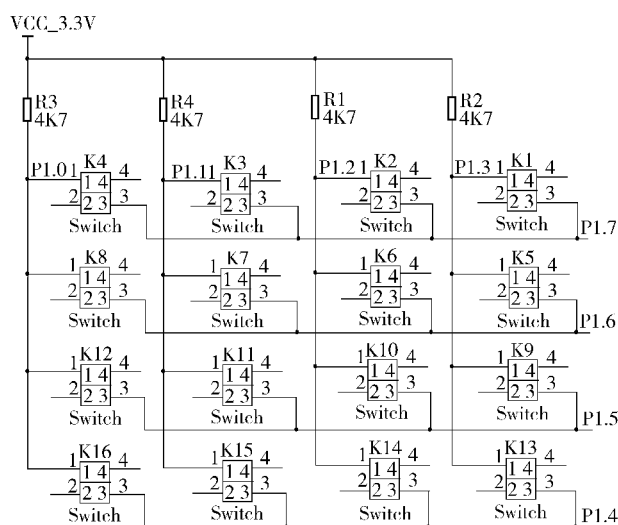 VCC_3.3V
R3 R4 R1 R2
4K7 4K7 4K7 4K7
P1.0 1 K4 4 P1.1 1 K3 4 P1.2 1 K2 4 P1.3 1 K1 4
1 4 1 4 1 4 1 4
2 2 3 3 2 2 3 3 2 2 3 3 2 2 3 3
Switch Switch Switch Switch P1.7
1 K8 4 1 K7 4 1 K6 4 1 K5 4
1 4 1 4 1 4 1 4
2 2 3 3 2 2 3 3 2 2 3 3 2 2 3 3
Switch Switch Switch Switch P1.6
1 K12 4 1 K11 4 1 K10 4 1 K9 4
1 4 1 4 1 4 1 4
2 2 3 3 2 2 3 3 2 2 3 3 2 2 3 3
Switch Switch Switch Switch P1.5
1 K16 4 1 K15 4 1 K14 4 1 K13 4
1 4 1 4 1 4 1 4
2 2 3 3 2 2 3 3 2 2 3 3 2 2 3 3
Switch Switch Switch Switch P1.4